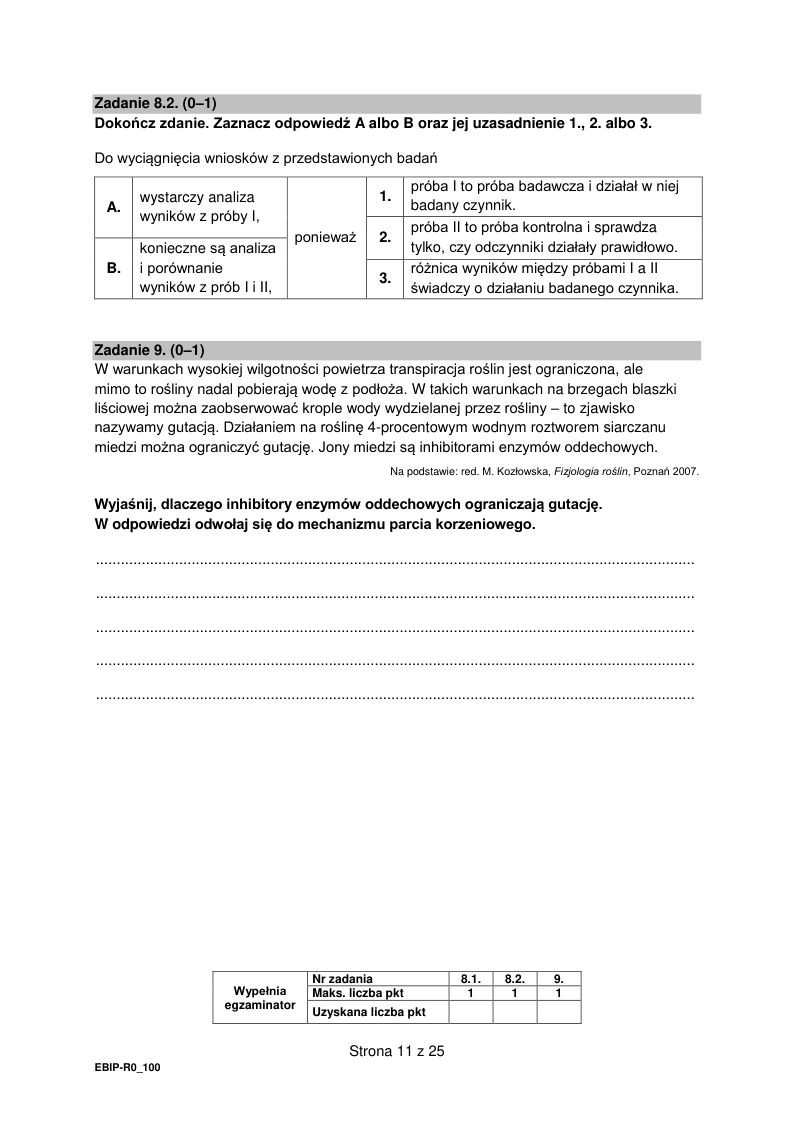 Zadanie 8.2. (0–1)
Dokończ zdanie. Zaznacz odpowiedź A albo B oraz jej uzasadnienie 1., 2. albo 3.
Do wyciągnięcia wniosków z przedstawionych badań
A.
wystarczy analiza
wyników z próby I,
B.
konieczne są analiza
i porównanie
wyników z prób I i II,
ponieważ
1.
próba I to próba badawcza i działał w niej
badany czynnik.
2.
próba II to próba kontrolna i sprawdza
tylko, czy odczynniki działały prawidłowo.
3.
różnica wyników między próbami I a II
świadczy o działaniu badanego czynnika.
Zadanie 9. (0–1)
W warunkach wysokiej wilgotności powietrza transpiracja roślin jest ograniczona, ale
mimo to rośliny nadal pobierają wodę z podłoża. W takich warunkach na brzegach blaszki
liściowej można zaobserwować krople wody wydzielanej przez rośliny – to zjawisko
nazywamy gutacją. Działaniem na roślinę 4-procentowym wodnym roztworem siarczanu
miedzi można ograniczyć gutację. Jony miedzi są inhibitorami enzymów oddechowych.
Na podstawie: red. M. Kozłowska, Fizjologia roślin, Poznań 2007.
Wyjaśnij, dlaczego inhibitory enzymów oddechowych ograniczają gutację.
W odpowiedzi odwołaj się do mechanizmu parcia korzeniowego.
Wypełnia
egzaminator
Nr zadania 8.1. 8.2. 9.
Maks. liczba pkt 1 1 1
Uzyskana liczba pkt
Strona 11 z 25
EBIP-R0_100